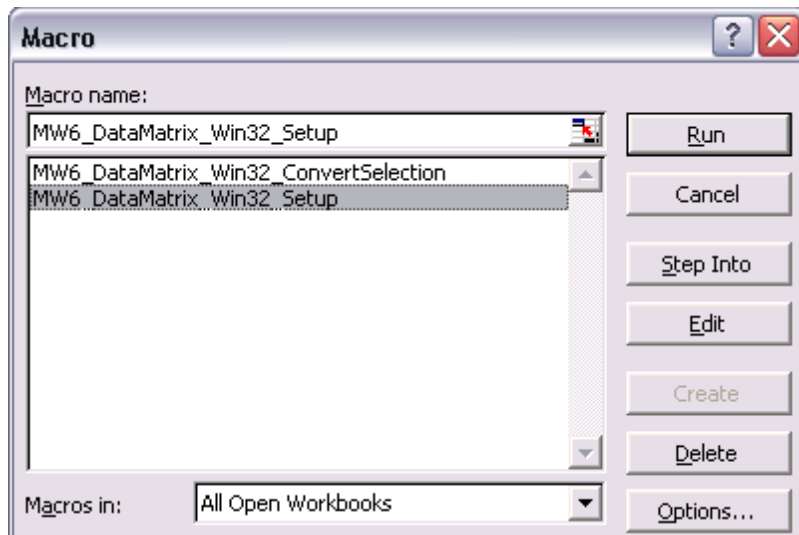 Macro
Macro name:
MW6_DataMatrix_Win32_Setup
MW6_DataMatrix_Win32_ConvertSelection
MW6_DataMatrix_Win32_Setup
Macros in:
All Open Workbooks
Run
Cancel
Step Into
Edit
Create
Delete
Options...